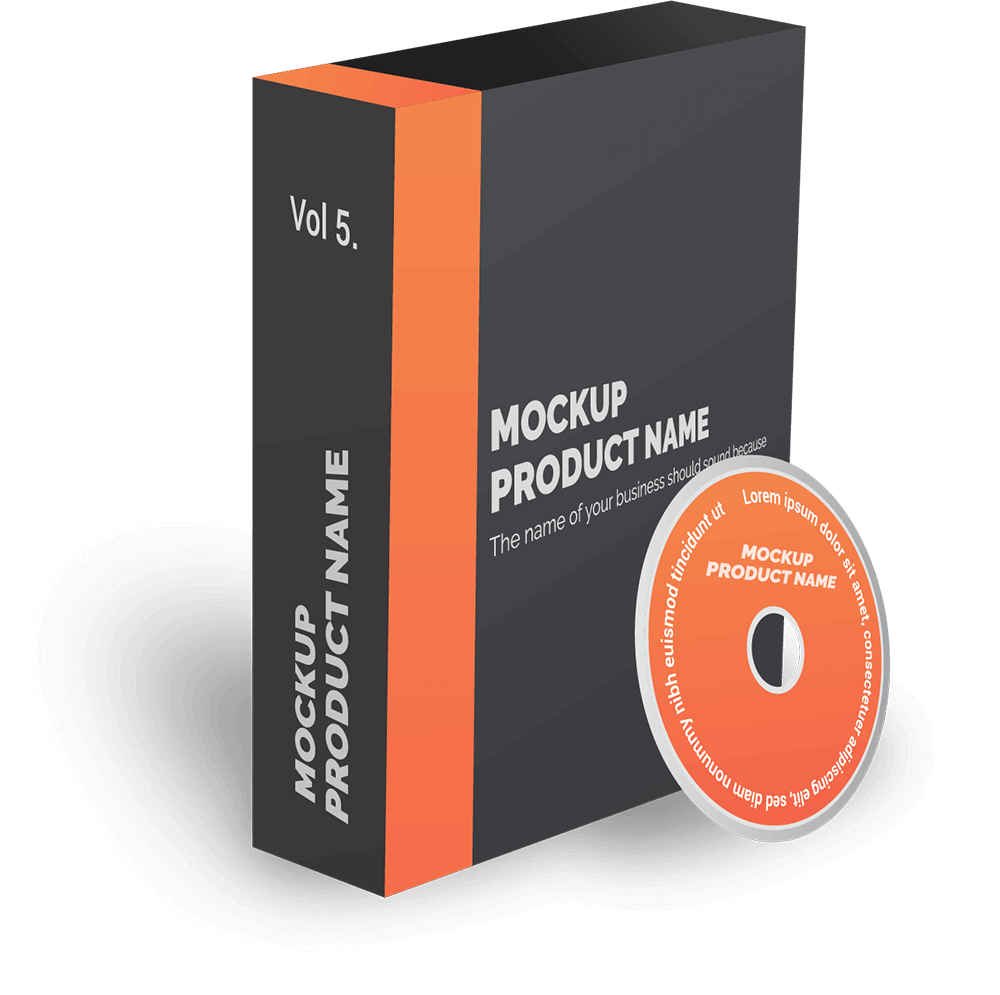 Vol 5.
MOCKUP
PRODUCT NAME
MOCKUP
PRODUCT NAME
The name of your business should sound because
MOCKUP
PRODUCT NAME
Lorem ipsum dolor sit amet, consectetuer adipiscing elit, sed diam nonummy nibh euismod tincidunt ut